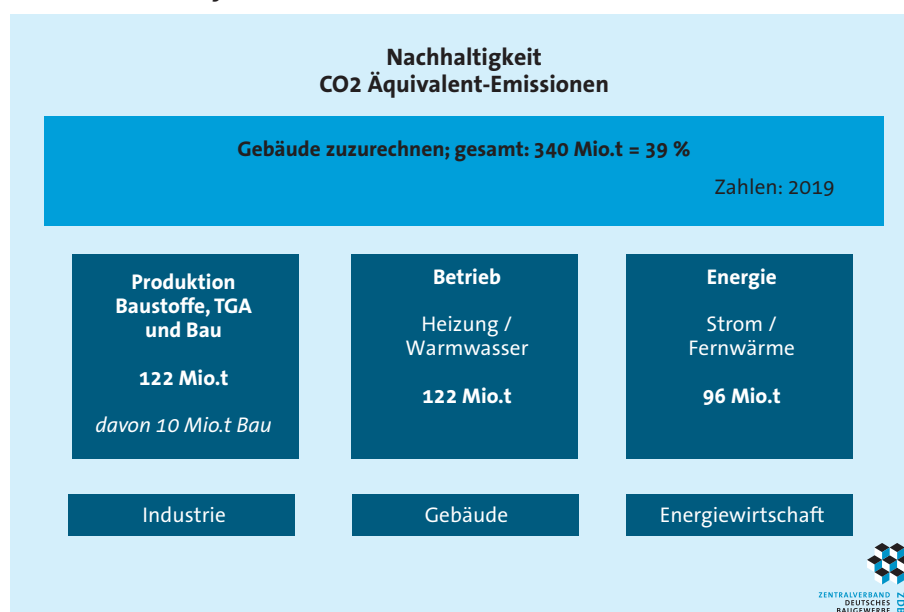 Nachhaltigkeit
CO2 Äquivalent-Emissionen
Gebäude zuzurechnen; gesamt: 340 Mio.t = 39 %
Zahlen: 2019
Produktion
Baustoffe, TGA
und Bau
122 Mio.t
davon 10 Mio.t Bau
Betrieb
Heizung /
Warmwasser
122 Mio.t
Energie
Strom /
Fernwärme
96 Mio.t
Industrie
Gebäude
Energiewirtschaft
ZENTRALVERBAND
DEUTSCHES
BAUGEWERBE